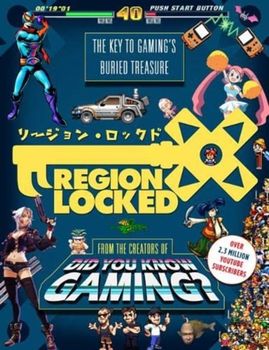 00'19"01
40
PUSH START BUTTON
THE KEY TO GAMING'S
BURIED TREASURE
リージョン・ロックド
REGION
LOCKED
OVER
2.3 MILLION
YOUTUBE
SUBSCRIBERS
FROM THE CREATORS OF
DID YOU KNOW
GAMING?